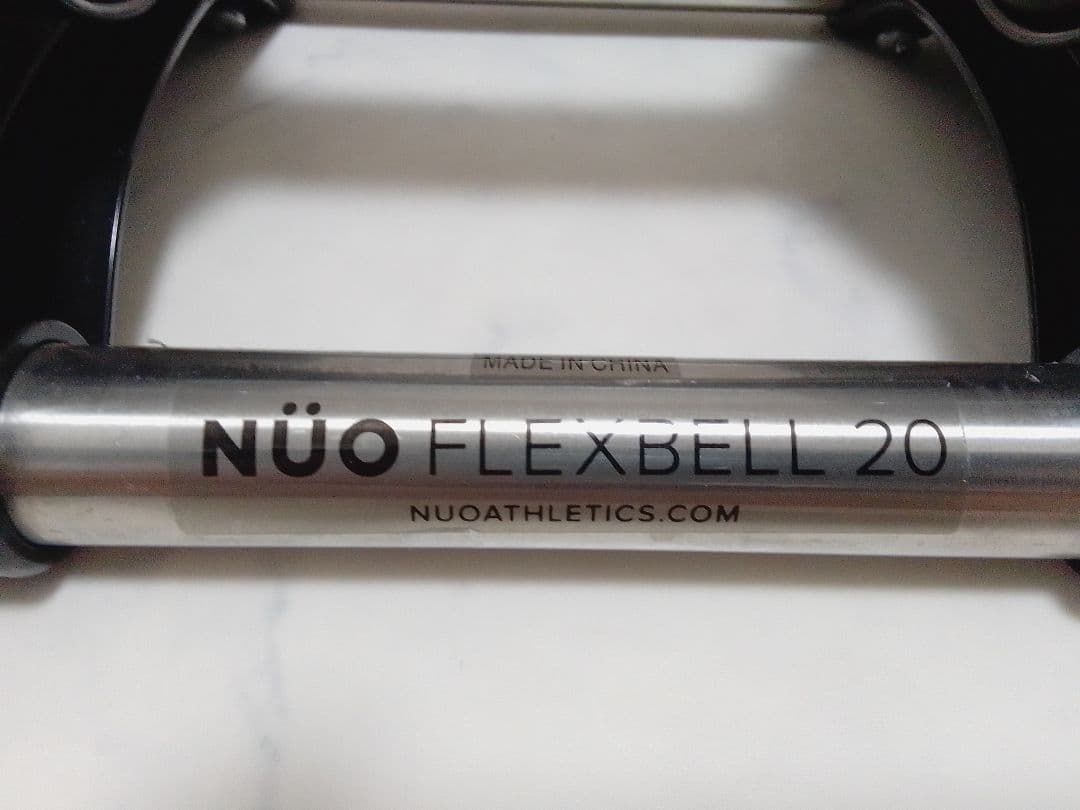 MADE IN CHINA
NÜO FLEXBELL 20
NUOATHLETICS.COM